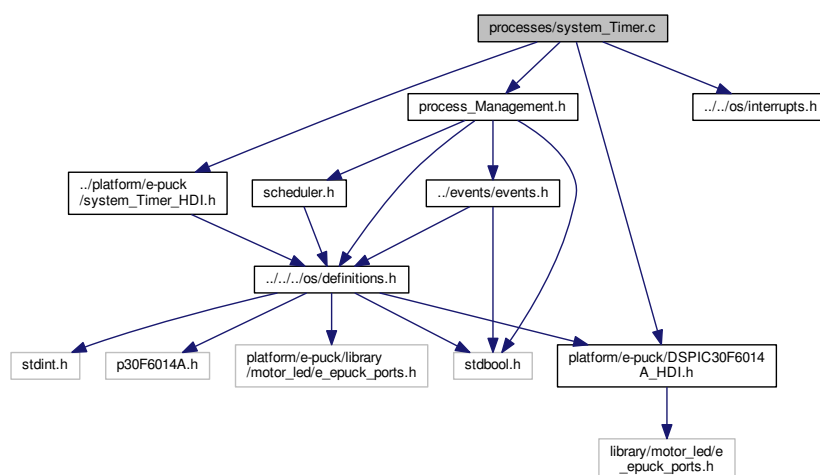 processes/system_Timer.c
process_Management.h
../../os/interrupts.h
../platform/e-puck
/system_Timer_HDI.h
scheduler.h
../events/events.h
../../../os/definitions.h
stdint.h
p30F6014A.h
platform/e-puck/library
/motor_led/e_epuck_ports.h
stdbool.h
platform/e-puck/DSPIC30F6014
A_HDI.h
library/motor_led/e
_epuck_ports.h